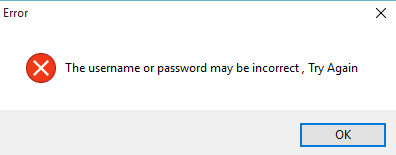 Error
The username or password may be incorrect , Try Again
OK